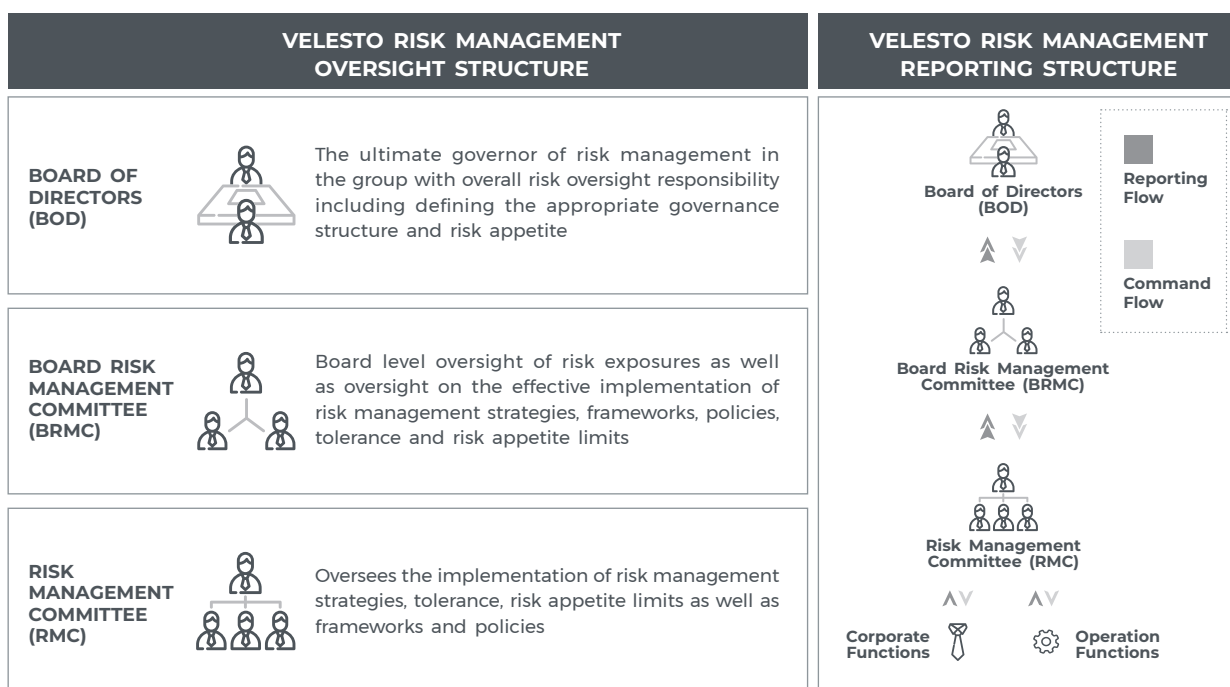 VELESTO RISK MANAGEMENT
OVERSIGHT STRUCTURE
BOARD OF
DIRECTORS
(BOD)
The ultimate governor of risk management in
the group with overall risk oversight responsibility
including defining the appropriate governance
structure and risk appetite
BOARD RISK
MANAGEMENT
COMMITTEE
(BRMC)
Board level oversight of risk exposures as well
as oversight on the effective implementation of
risk management strategies, frameworks, policies,
tolerance and risk appetite limits
RISK
MANAGEMENT
COMMITTEE
(RMC)
Oversees the implementation of risk management
strategies, tolerance, risk appetite limits as well as
frameworks and policies
VELESTO RISK MANAGEMENT
REPORTING STRUCTURE
Board of Directors
(BOD)
Reporting
Flow
Command
Flow
Board Risk Management
Committee (BRMC)
Risk Management
Committee (RMC)
Corporate
Functions
Operation
Functions